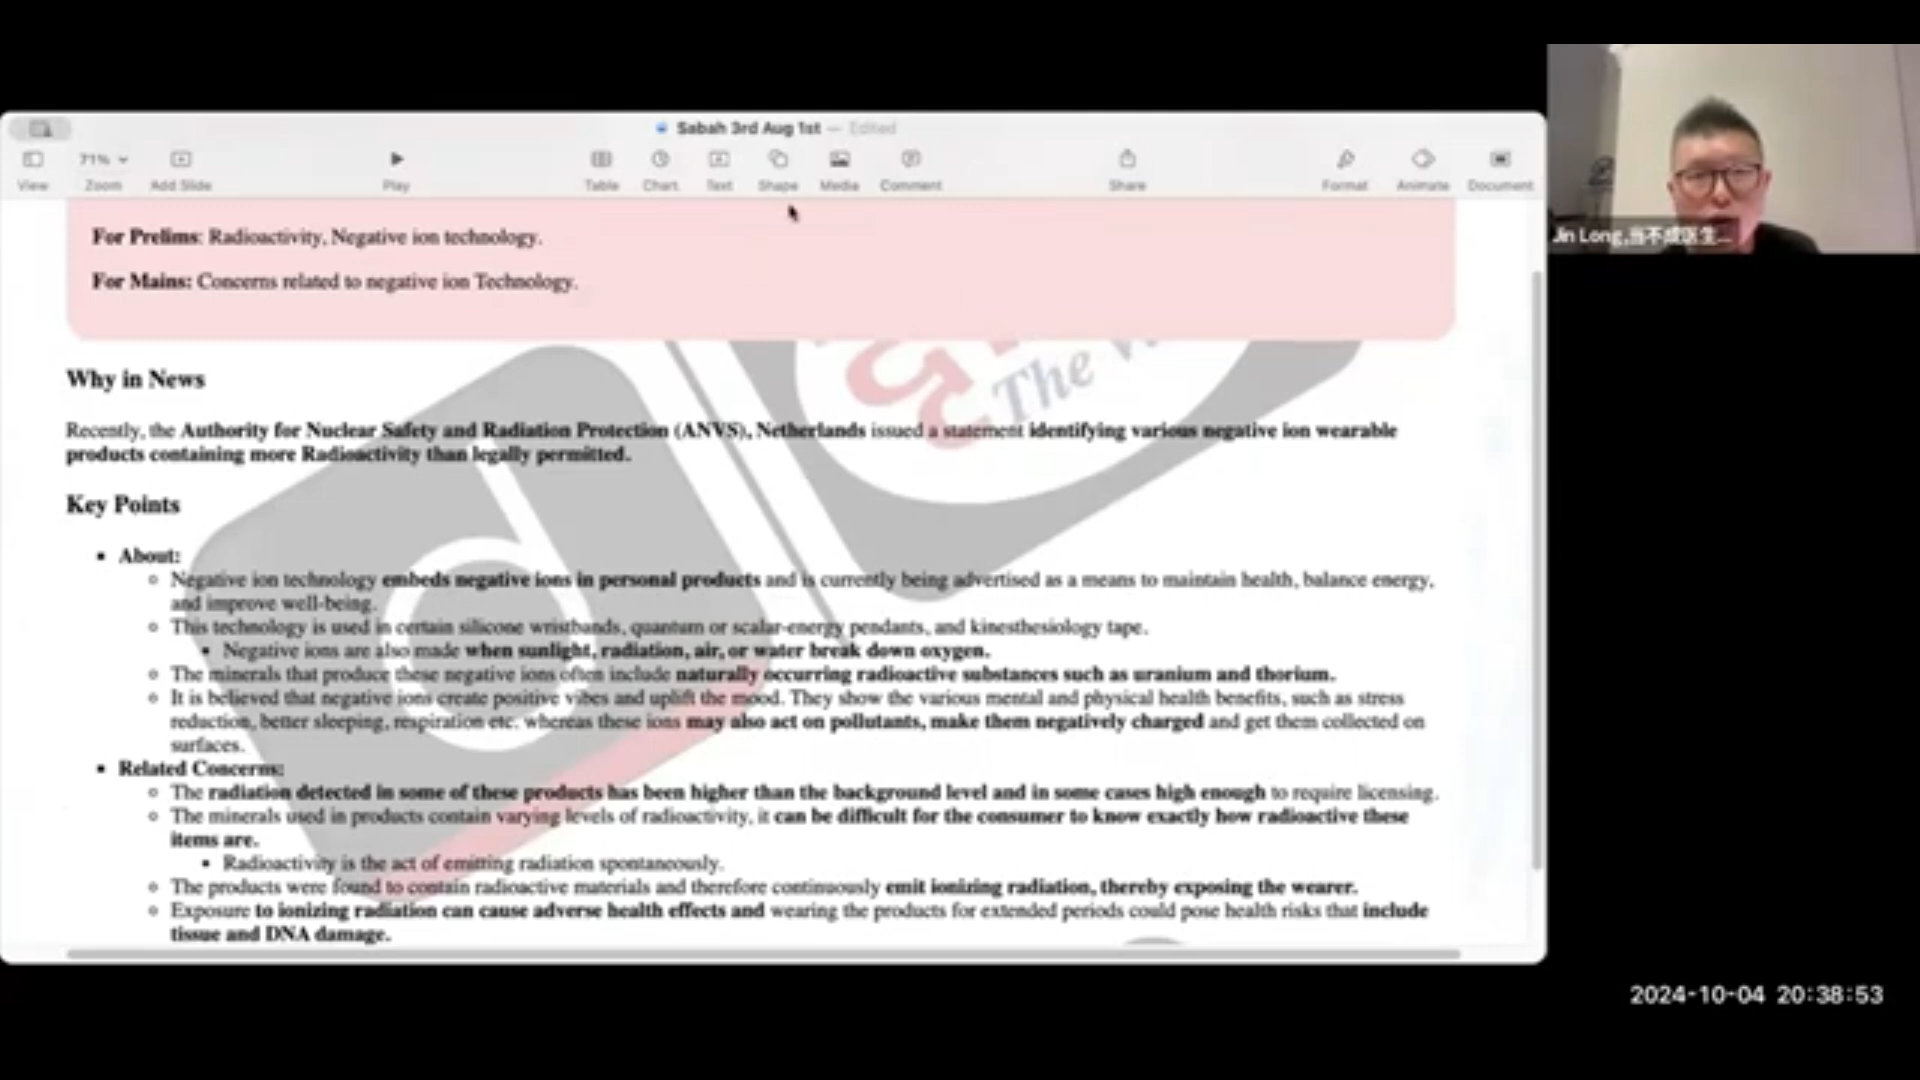 Sabah 3rd Aug 1st — Edited
View
71%
Zoom
Add Slide
Play
Table
Chart
Text
Shape
Media
Comment
Share
Format
Animate
Document
Jin Long,当不成医生...
For Prelims: Radioactivity, Negative ion technology.
For Mains: Concerns related to negative ion Technology.
The
Why in News
Recently, the Authority for Nuclear Safety and Radiation Protection (ANVS), Netherlands issued a statement identifying various negative ion wearable
products containing more Radioactivity than legally permitted.
Key Points
▪ About:
○ Negative ion technology embeds negative ions in personal products and is currently being advertised as a means to maintain health, balance energy,
and improve well-being.
○ This technology is used in certain silicone wristbands, quantum or scalar-energy pendants, and kinesthesiology tape.
• Negative ions are also made when sunlight, radiation, air, or water break down oxygen.
○ The minerals that produce these negative ions often include naturally occurring radioactive substances such as uranium and thorium.
○ It is believed that negative ions create positive vibes and uplift the mood. They show the various mental and physical health benefits, such as stress
reduction, better sleeping, respiration etc. whereas these ions may also act on pollutants, make them negatively charged and get them collected on
surfaces.
▪ Related Concerns:
○ The radiation detected in some of these products has been higher than the background level and in some cases high enough to require licensing.
○ The minerals used in products contain varying levels of radioactivity, it can be difficult for the consumer to know exactly how radioactive these
items are.
• Radioactivity is the act of emitting radiation spontaneously.
○ The products were found to contain radioactive materials and therefore continuously emit ionizing radiation, thereby exposing the wearer.
○ Exposure to ionizing radiation can cause adverse health effects and wearing the products for extended periods could pose health risks that include
tissue and DNA damage.
2024-10-04 20:38:53